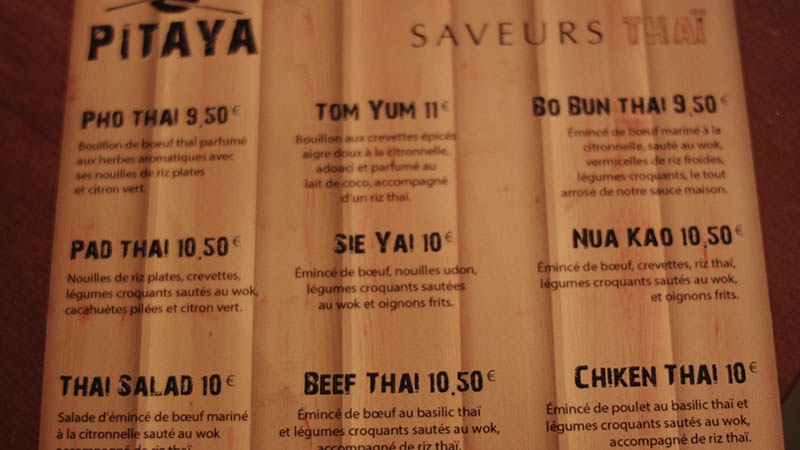 PITAYA
SAVEURS THAÏ
PHO THAI 9,50 €
Bouillon de boeuf thaï parfumé
aux herbes aromatiques avec
ses nouilles de riz plates
et citron vert.
TOM YUM 11 €
Bouillon aux crevettes épicés
aigre doux à la citronnelle,
adouci et parfumé au
lait de coco, accompagné
d'un riz thaï.
BO BUN THAI 9,50 €
Émincé de bœuf mariné à la
citronnelle, sauté au wok,
vermicelles de riz froides,
légumes croquants, le tout
arrosé de notre sauce maison.
PAD THAI 10,50 €
Nouilles de riz plates, crevettes,
légumes croquants sautés au wok,
cacahuètes pilées et citron vert.
SIE YAI 10 €
Émincé de bœuf, nouilles udon,
légumes croquants sautées
au wok et oignons frits.
NUA KAO 10,50 €
Émincé de bœuf, crevettes, riz thaï,
légumes croquants sautés au wok,
et oignons frits.
THAI SALAD 10 €
Salade d'émincé de bœuf mariné
à la citronnelle sauté au wok
accompagné de riz thaï.
BEEF THAI 10,50 €
Émincé de bœuf au basilic thaï
et légumes croquants sautés au wok,
accompagné de riz thaï.
CHIKEN THAI 10 €
Émincé de poulet au basilic thaï et
légumes croquants sautés au wok,
accompagné de riz thaï.